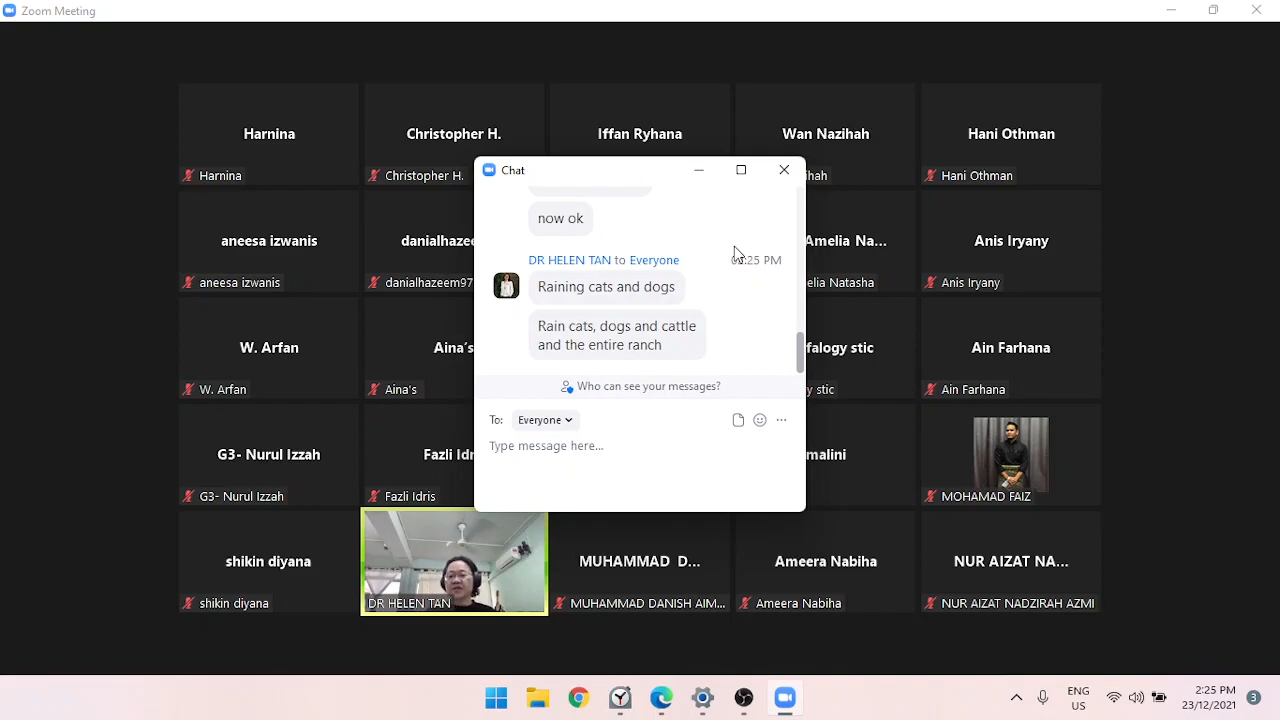 Zoom Meeting
Harnina
Christopher H.
Iffan Ryhana
Wan Nazihah
Hani Othman
Harnina
Christopher H.
Hani Othman
aneesa izwanis
Anis Iryany
aneesa izwanis
danialhazeem97
Anis Iryany
W. Arfan
Aina's
Ain Farhana
W. Arfan
Aina's
Ain Farhana
G3- Nurul Izzah
G3- Nurul Izzah
Fazli Idris
MOHAMAD FAIZ
shikin diyana
MUHAMMAD D...
Ameera Nabiha
NUR AIZAT NA...
shikin diyana
DR HELEN TAN
MUHAMMAD DANISH AIM...
Ameera Nabiha
NUR AIZAT NADZIRAH AZMI
Chat
now ok
DR HELEN TAN to Everyone
25 PM
Raining cats and dogs
Rain cats, dogs and cattle
and the entire ranch
Who can see your messages?
To: Everyone
Type message here...
ENG
US
2:25 PM
23/12/2021
3